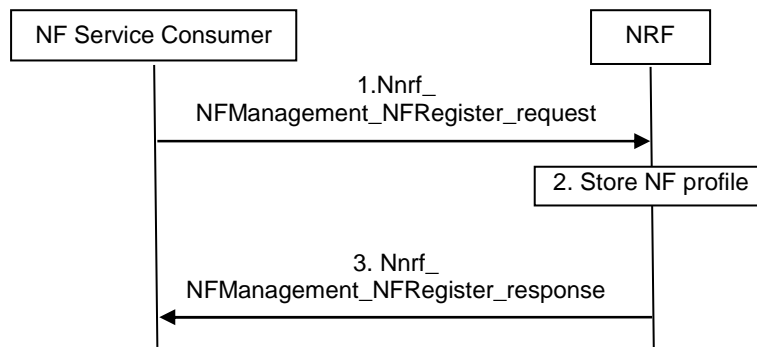 NF Service Consumer
NRF
1.Nnrf_
NFManagement_NFRegister_request
2. Store NF profile
3. Nnrf_
NFManagement_NFRegister_response